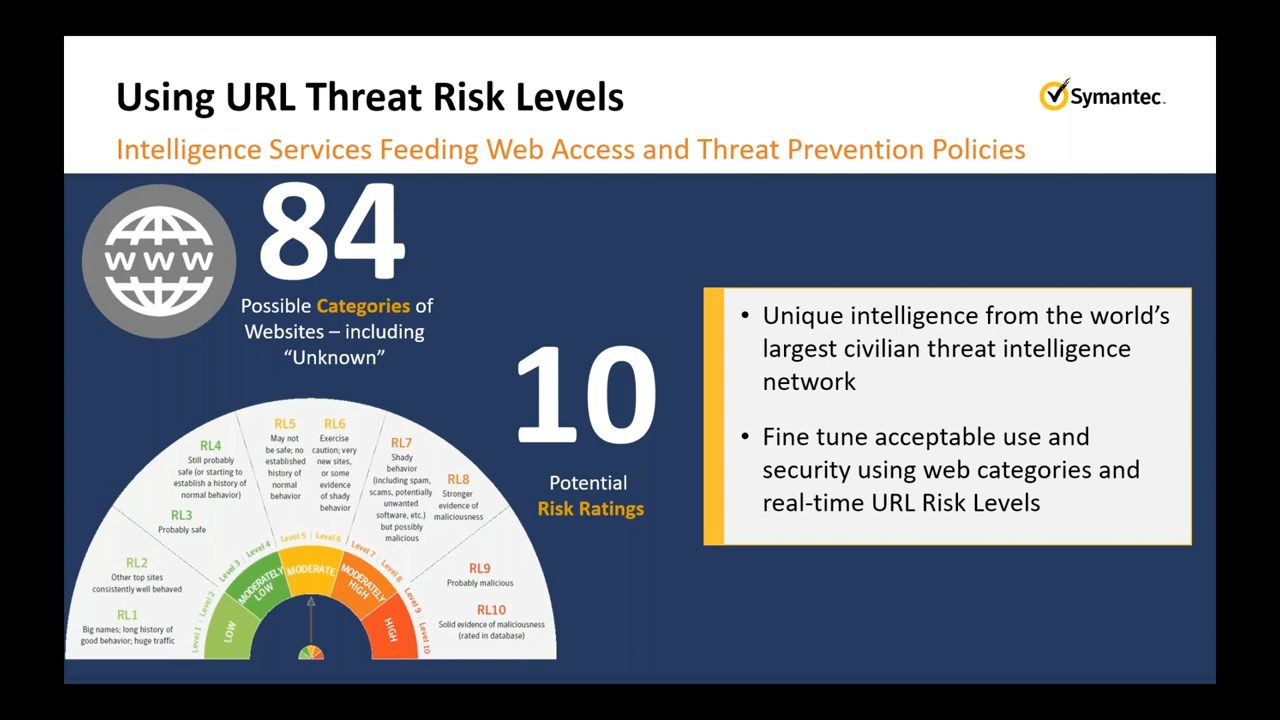 Using URL Threat Risk Levels
Symantec™
Intelligence Services Feeding Web Access and Threat Prevention Policies
WWW
84
Possible Categories of
Websites – including
“Unknown”
10
Potential
Risk Ratings
• Unique intelligence from the world’s
largest civilian threat intelligence
network
• Fine tune acceptable use and
security using web categories and
real-time URL Risk Levels
RL1
Big names; long history of
good behavior; huge traffic
RL2
Other top sites
consistently well behaved
RL3
Probably safe
RL4
Still probably
safe (or starting to
establish a history of
normal behavior)
RL5
May not
be safe; no
established
history of
normal
behavior
RL6
Exercise
caution; very
new sites,
or some
evidence
of shady
behavior
RL7
Shady
behavior
(including spam,
scams, potentially
unwanted
software, etc.)
but possibly
malicious
RL8
Stronger
evidence of
maliciousness
RL9
Probably malicious
RL10
Solid evidence of maliciousness
(rated in database)
Level 1
Level 2
Level 3
Level 4
Level 5
Level 6
Level 7
Level 8
Level 9
Level 10
LOW
MODERATELY
LOW
MODERATE
MODERATELY
HIGH
HIGH